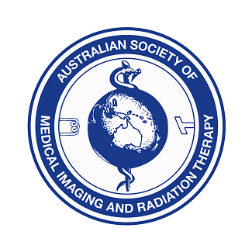 AUSTRALIAN SOCIETY OF
MEDICAL IMAGING AND RADIATION THERAPY